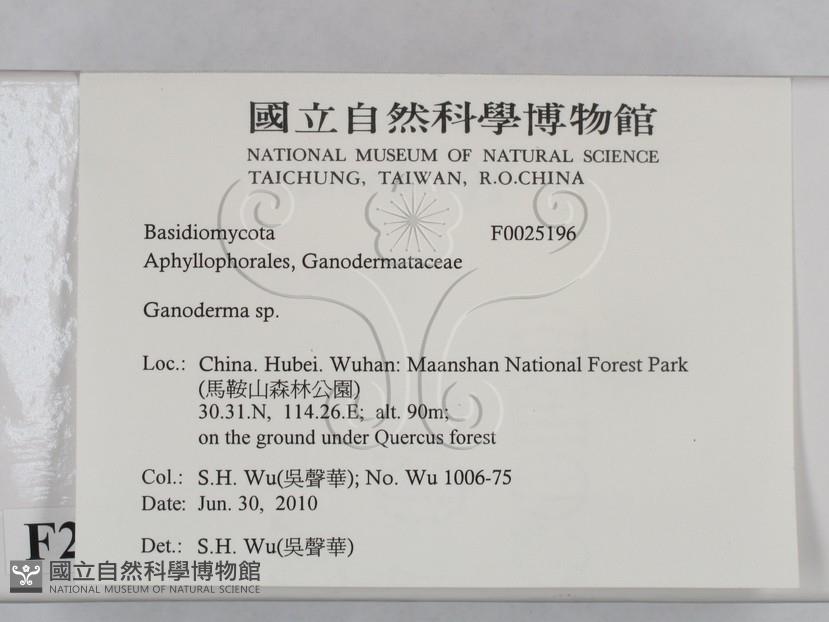 國立自然科學博物館
NATIONAL MUSEUM OF NATURAL SCIENCE
TAICHUNG, TAIWAN, R.O.CHINA
Basidiomycota F0025196
Aphyllophorales, Ganodermataceae
Ganoderma sp.
Loc.: China. Hubei. Wuhan: Maanshan National Forest Park
(馬鞍山森林公園)
30.31.N, 114.26.E; alt. 90m;
on the ground under Quercus forest
Col.: S.H. Wu(吳聲華); No. Wu 1006-75
Date: Jun. 30, 2010
Det.: S.H. Wu(吳聲華)
F2
國立自然科學博物館
NATIONAL MUSEUM OF NATURAL SCIENCE